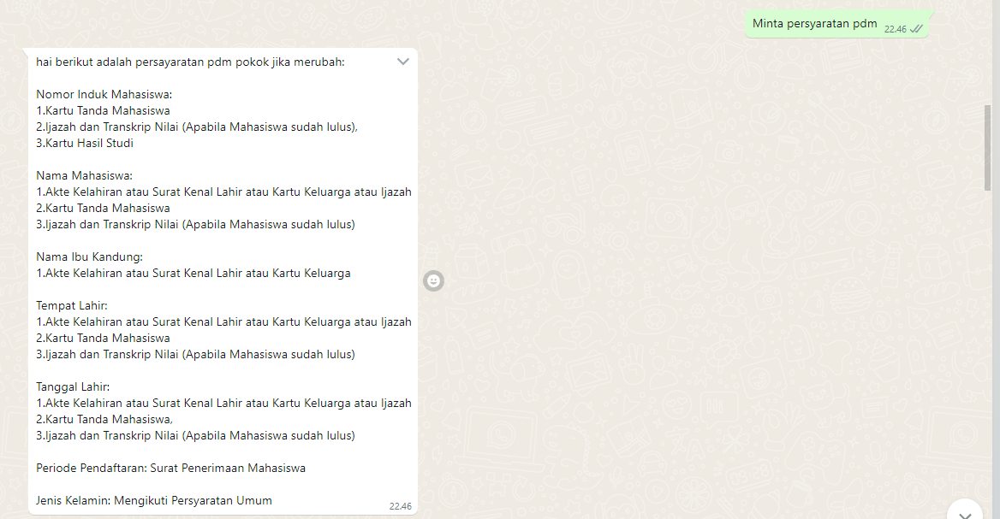 Minta persyaratan pdm 22.46
hai berikut adalah persayaratan pdm pokok jika merubah:
Nomor Induk Mahasiswa:
1.Kartu Tanda Mahasiswa
2.Ijazah dan Transkrip Nilai (Apabila Mahasiswa sudah lulus),
3.Kartu Hasil Studi
Nama Mahasiswa:
1.Akte Kelahiran atau Surat Kenal Lahir atau Kartu Keluarga atau Ijazah
2.Kartu Tanda Mahasiswa
3.Ijazah dan Transkrip Nilai (Apabila Mahasiswa sudah lulus)
Nama Ibu Kandung:
1.Akte Kelahiran atau Surat Kenal Lahir atau Kartu Keluarga
Tempat Lahir:
1.Akte Kelahiran atau Surat Kenal Lahir atau Kartu Keluarga atau Ijazah
2.Kartu Tanda Mahasiswa
3.Ijazah dan Transkrip Nilai (Apabila Mahasiswa sudah lulus)
Tanggal Lahir:
1.Akte Kelahiran atau Surat Kenal Lahir atau Kartu Keluarga atau Ijazah
2.Kartu Tanda Mahasiswa,
3.Ijazah dan Transkrip Nilai (Apabila Mahasiswa sudah lulus)
Periode Pendaftaran: Surat Penerimaan Mahasiswa
Jenis Kelamin: Mengikuti Persyaratan Umum
22.46